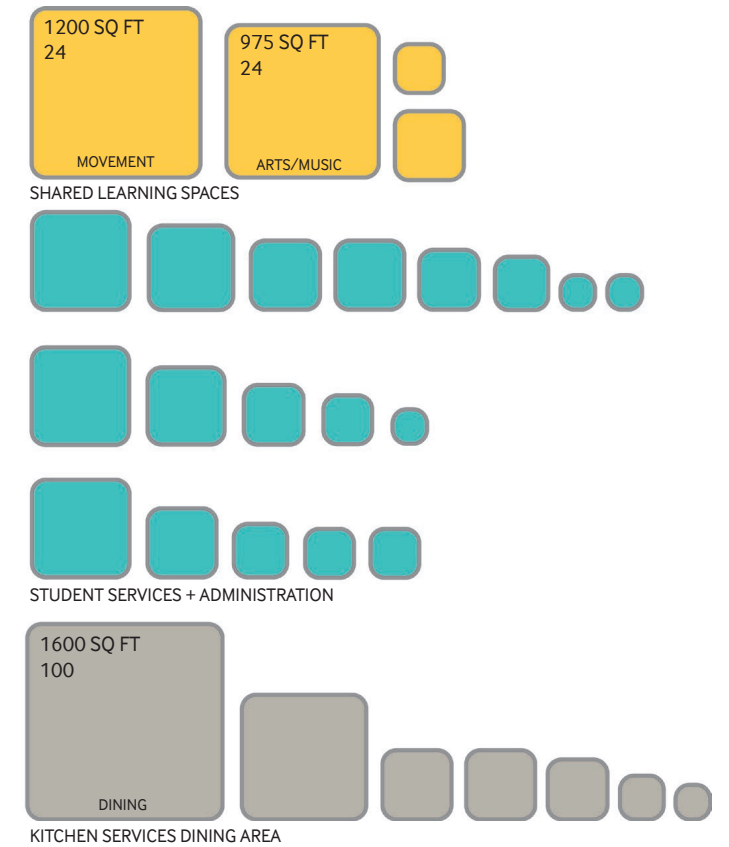 1200 SQ FT
24
MOVEMENT
975 SQ FT
24
ARTS/MUSIC
SHARED LEARNING SPACES
STUDENT SERVICES + ADMINISTRATION
1600 SQ FT
100
DINING
KITCHEN SERVICES DINING AREA